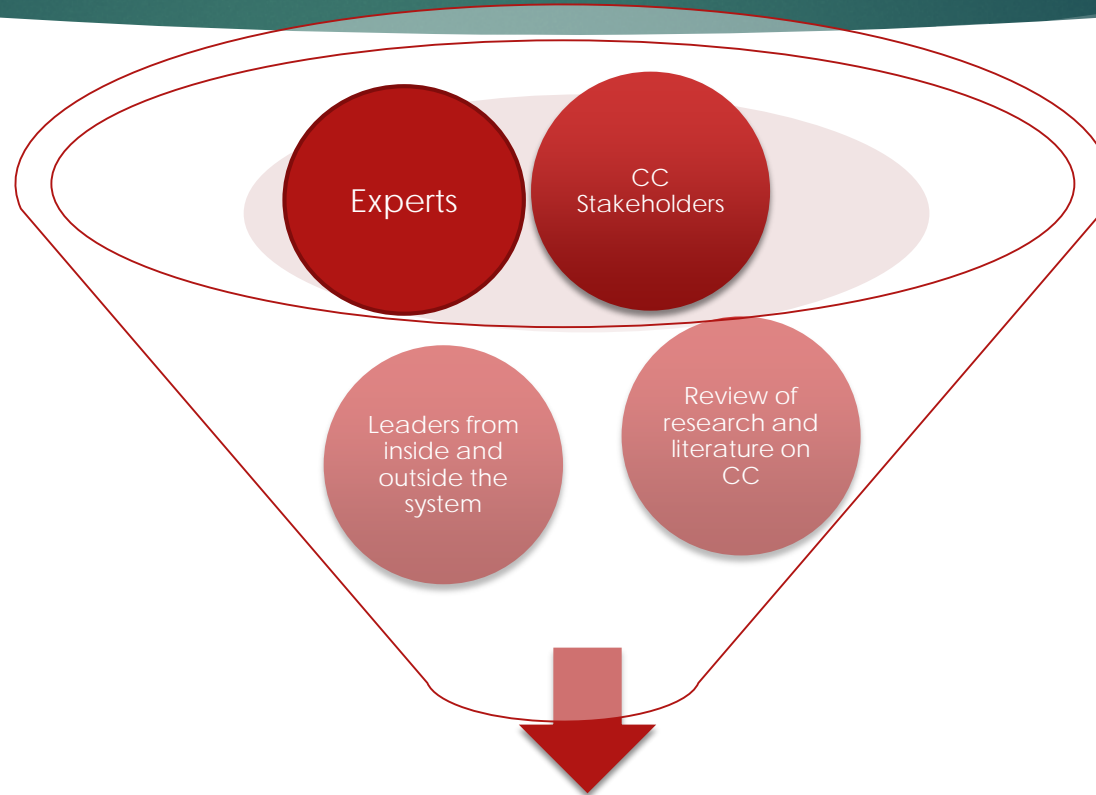 Experts
CC
Stakeholders
Leaders from
inside and
outside the
system
Review of
research and
literature on
CC